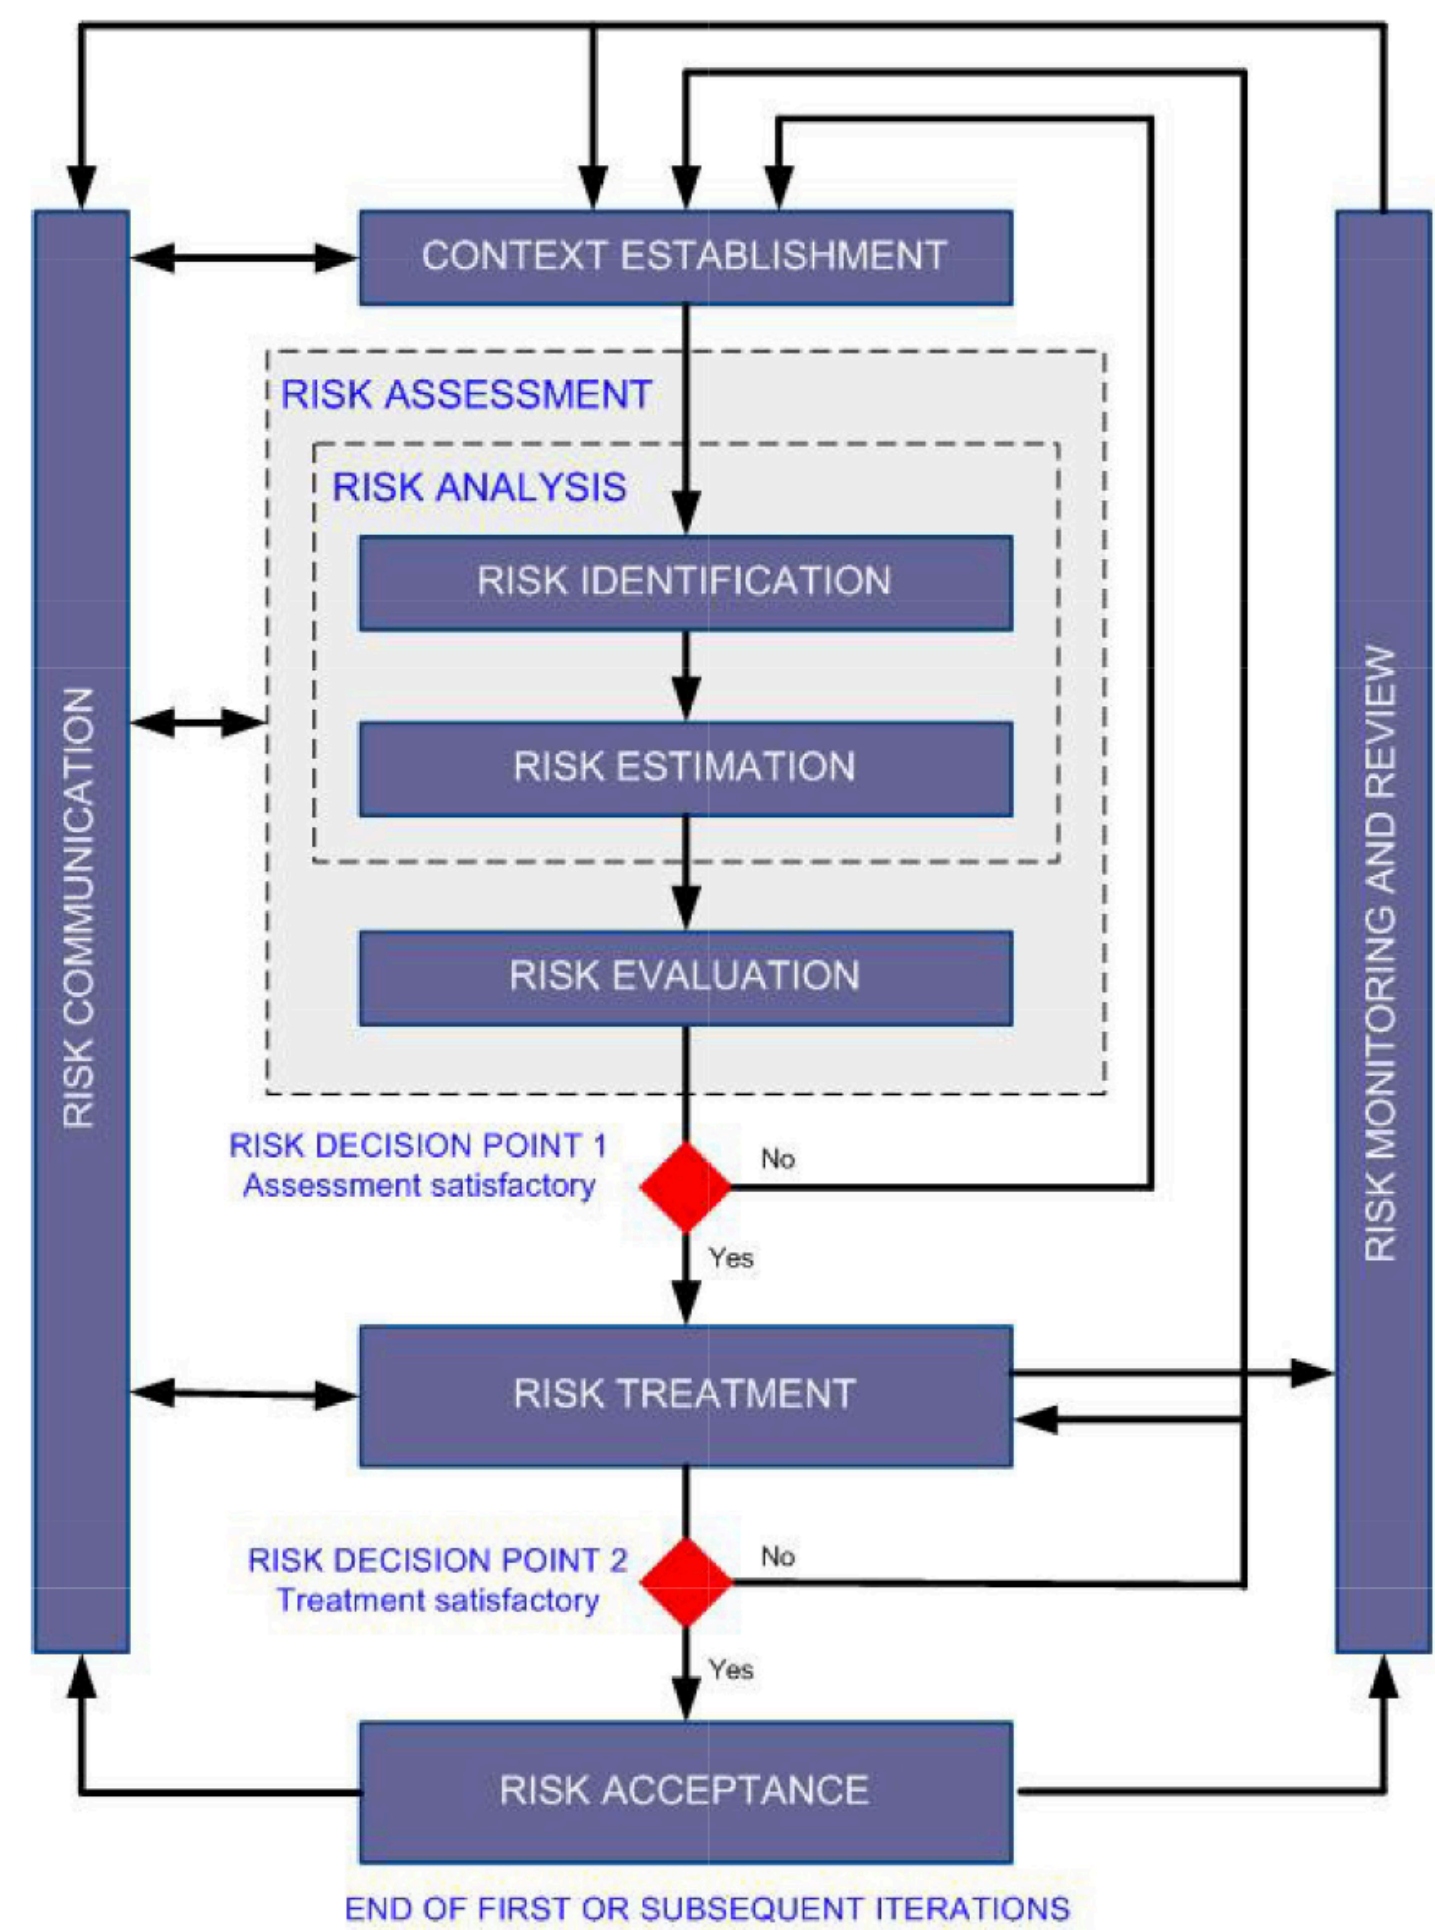 CONTEXT ESTABLISHMENT
RISK ASSESSMENT
RISK ANALYSIS
RISK IDENTIFICATION
RISK ESTIMATION
RISK EVALUATION
RISK COMMUNICATION
RISK MONITORING AND REVIEW
RISK DECISION POINT 1
Assessment satisfactory
No
Yes
RISK TREATMENT
RISK DECISION POINT 2
Treatment satisfactory
No
Yes
RISK ACCEPTANCE
END OF FIRST OR SUBSEQUENT ITERATIONS